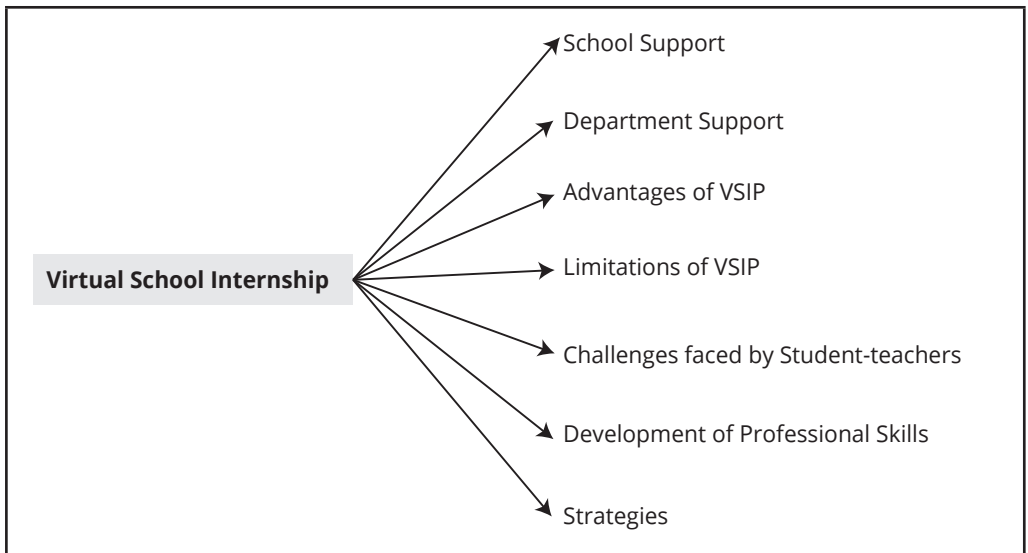 School Support
Department Support
Advantages of VSIP
Limitations of VSIP
Virtual School Internship
Challenges faced by Student-teachers
Development of Professional Skills
Strategies